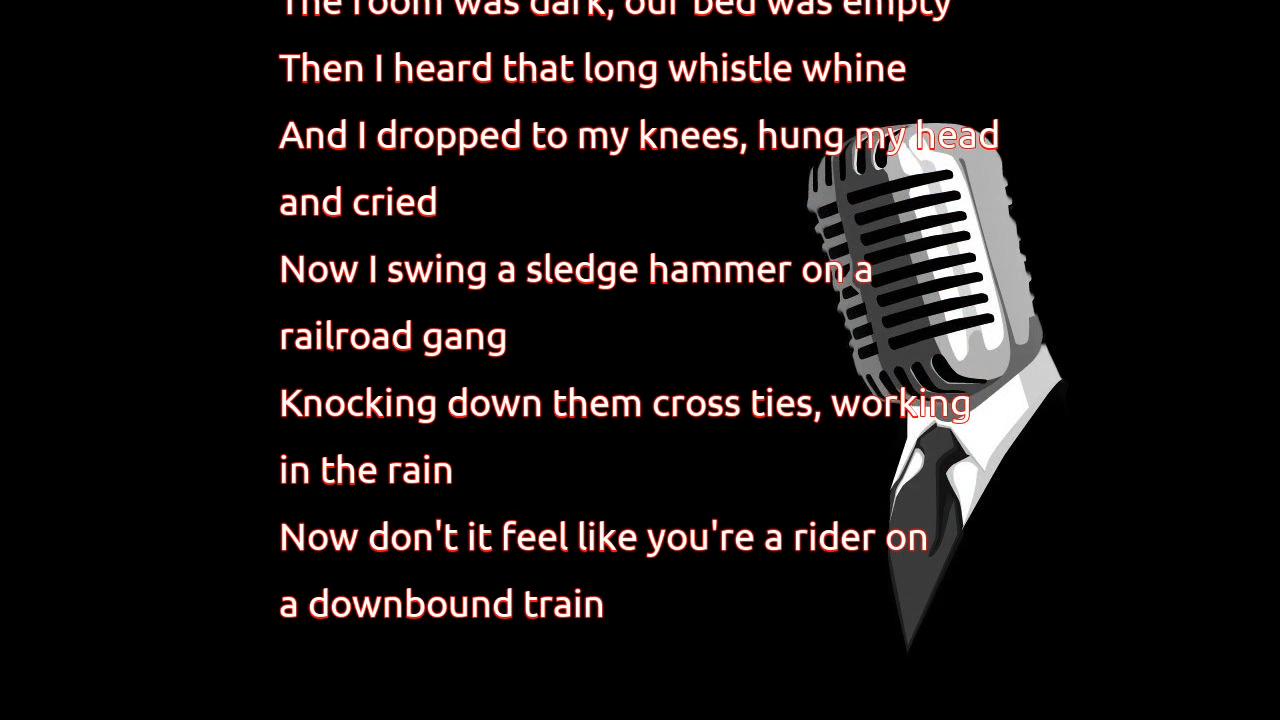 The room was dark, our bed was empty
Then I heard that long whistle whine
And I dropped to my knees, hung my head
and cried
Now I swing a sledge hammer on a
railroad gang
Knocking down them cross ties, working
in the rain
Now don't it feel like you're a rider on
a downbound train